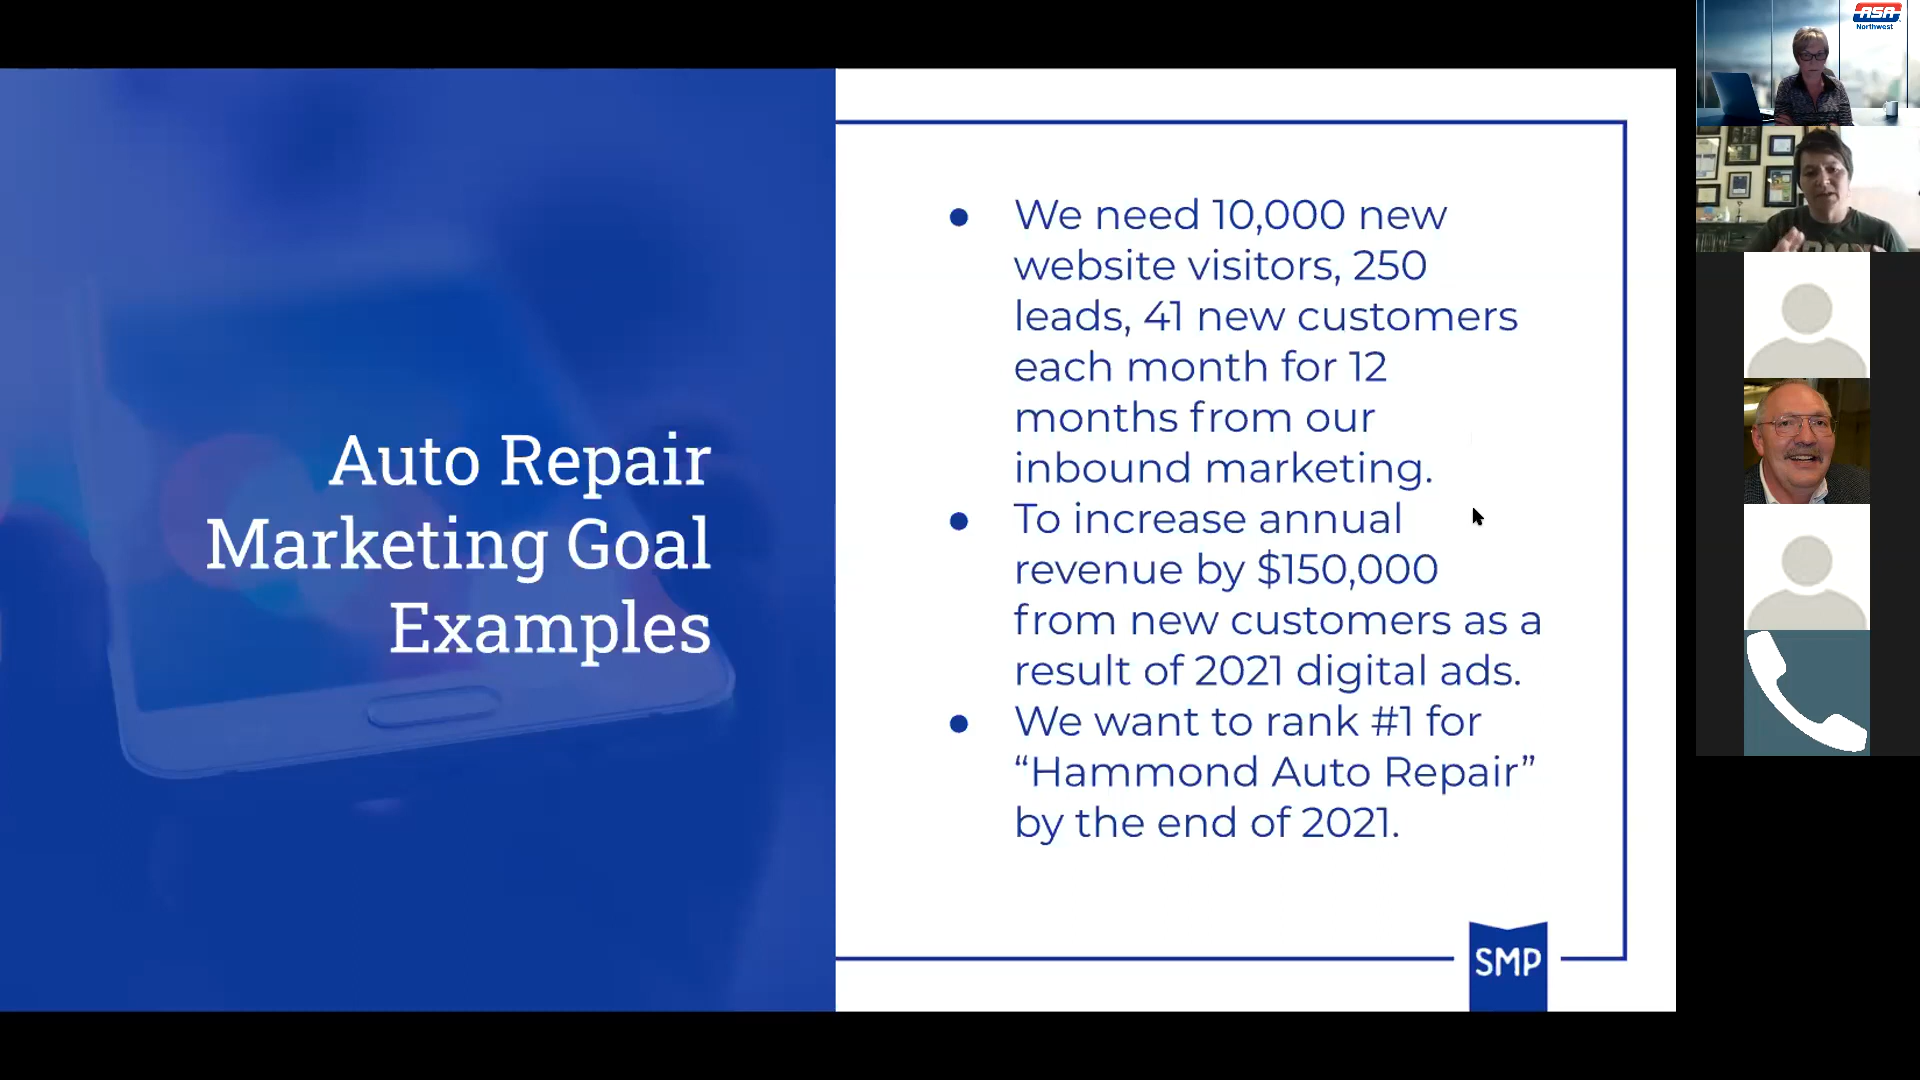 Auto Repair
Marketing Goal
Examples
● We need 10,000 new
website visitors, 250
leads, 41 new customers
each month for 12
months from our
inbound marketing.
● To increase annual
revenue by $150,000
from new customers as a
result of 2021 digital ads.
● We want to rank #1 for
“Hammond Auto Repair”
by the end of 2021.
SMP
ASA
Northwest